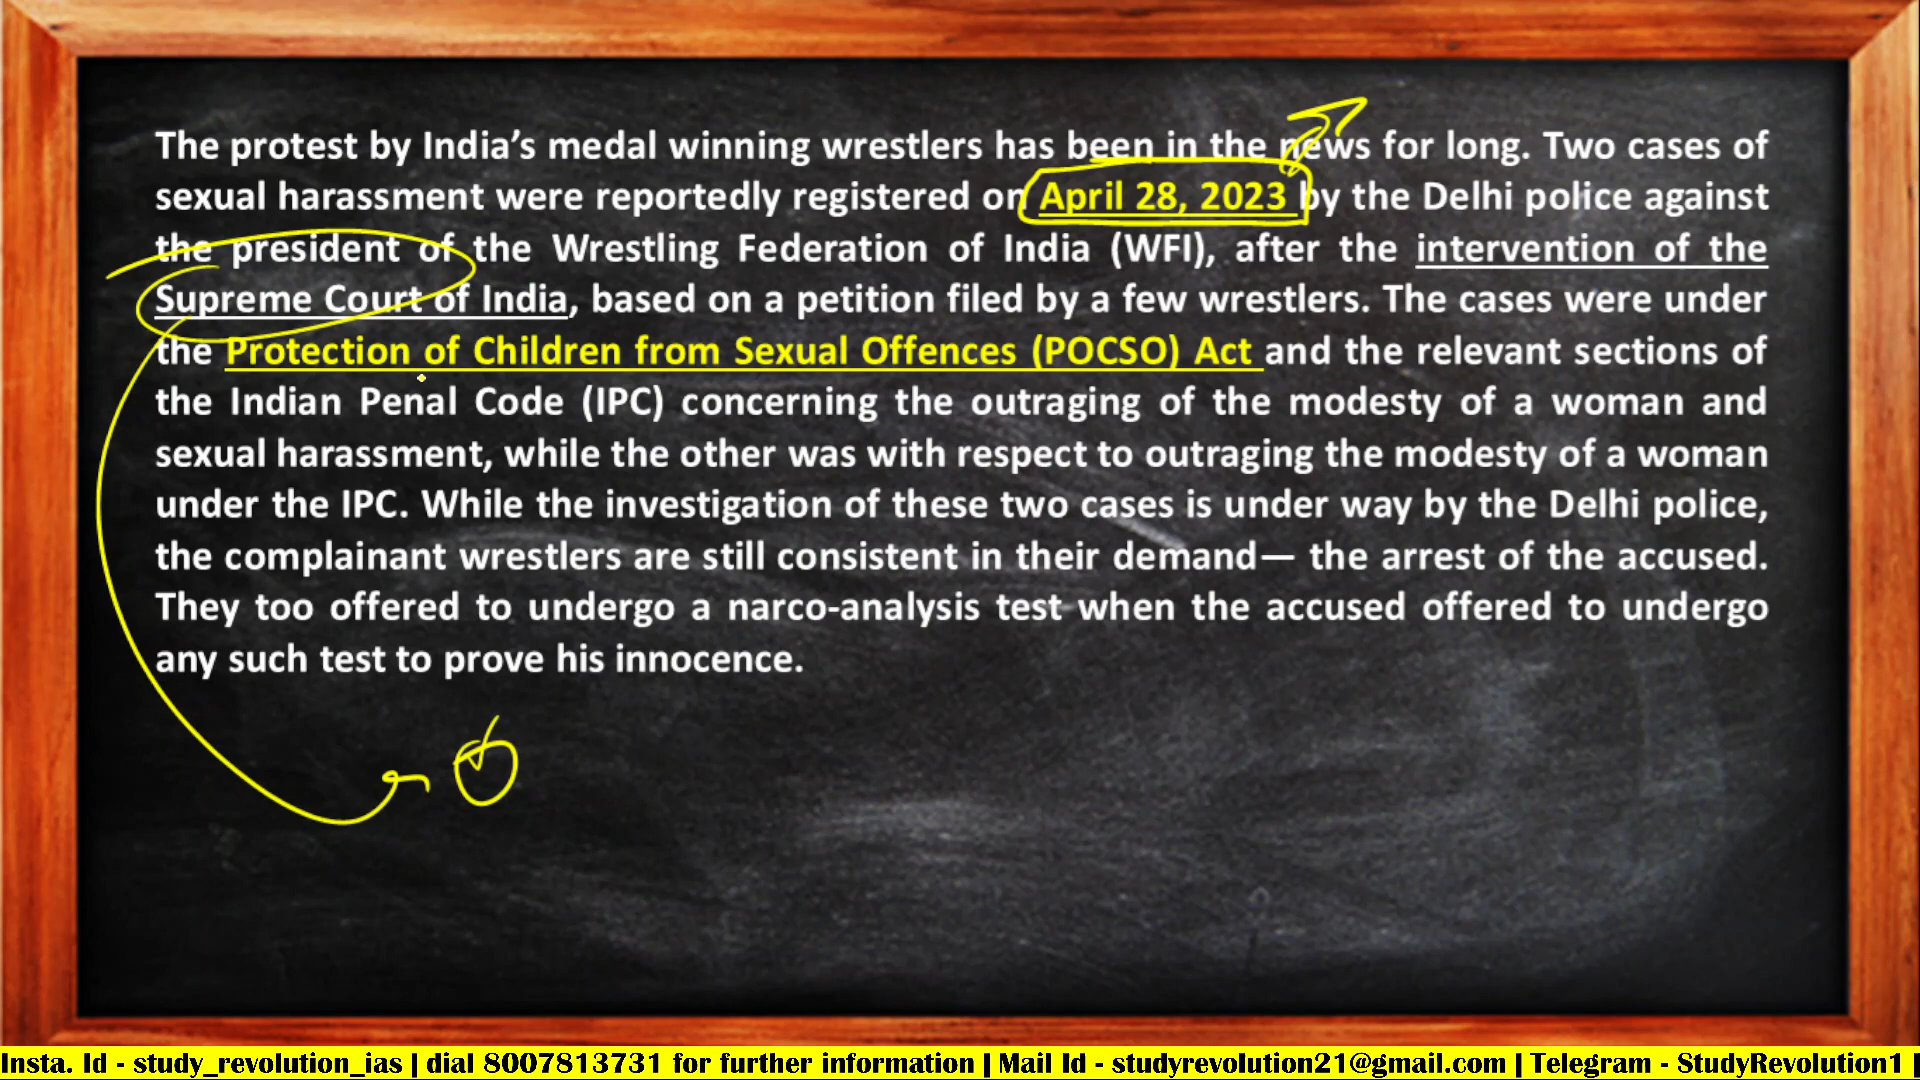 The protest by India’s medal winning wrestlers has been in the news for long. Two cases of
sexual harassment were reportedly registered on April 28, 2023 by the Delhi police against
the president of the Wrestling Federation of India (WFI), after the intervention of the
Supreme Court of India, based on a petition filed by a few wrestlers. The cases were under
the Protection of Children from Sexual Offences (POCSO) Act and the relevant sections of
the Indian Penal Code (IPC) concerning the outraging of the modesty of a woman and
sexual harassment, while the other was with respect to outraging the modesty of a woman
under the IPC. While the investigation of these two cases is under way by the Delhi police,
the complainant wrestlers are still consistent in their demand— the arrest of the accused.
They too offered to undergo a narco-analysis test when the accused offered to undergo
any such test to prove his innocence.
Insta. Id - study_revolution_ias | dial 8007813731 for further information | Mail Id - studyrevolution21@gmail.com | Telegram - StudyRevolution1 |